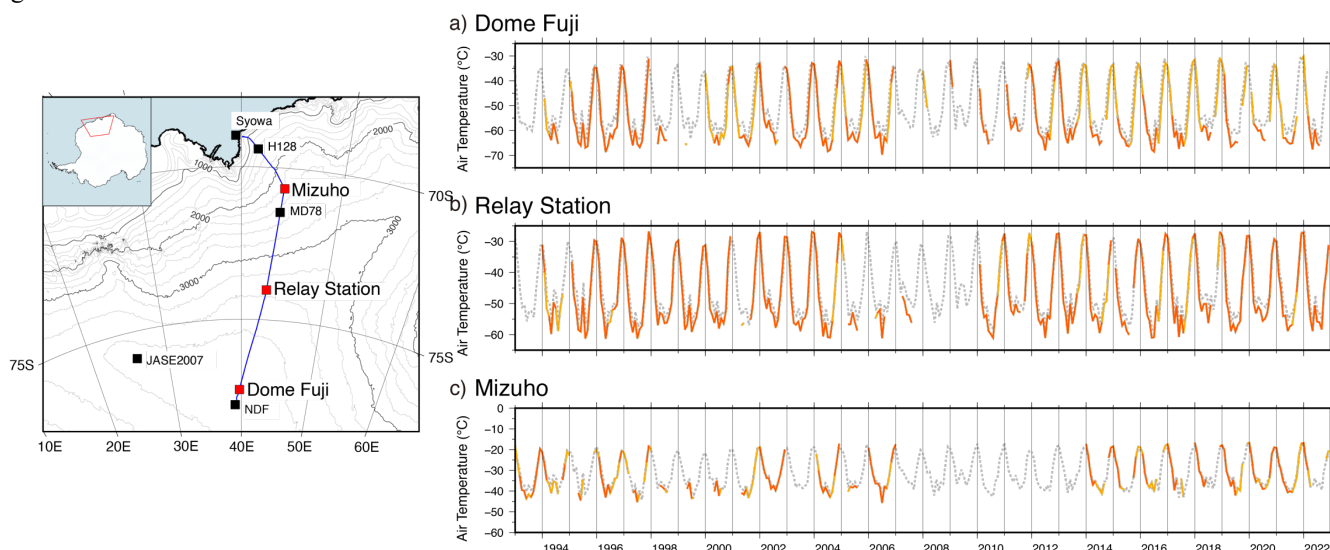 a) Dome Fuji
Air Temperature (°C)
-30
-40
-50
-60
-70
b) Relay Station
Air Temperature (°C)
-30
-40
-50
-60
c) Mizuho
Air Temperature (°C)
0
-10
-20
-30
-40
-50
-60
1994 1996 1998 2000 2002 2004 2006 2008 2010 2012 2014 2016 2018 2020 2022
Syowa
H128
2000
1000
Mizuho
70S
MD78
2000
3000
3000
Relay Station
75S
JASE2007
75S
Dome Fuji
NDF
10E 20E 30E 40E 50E 60E